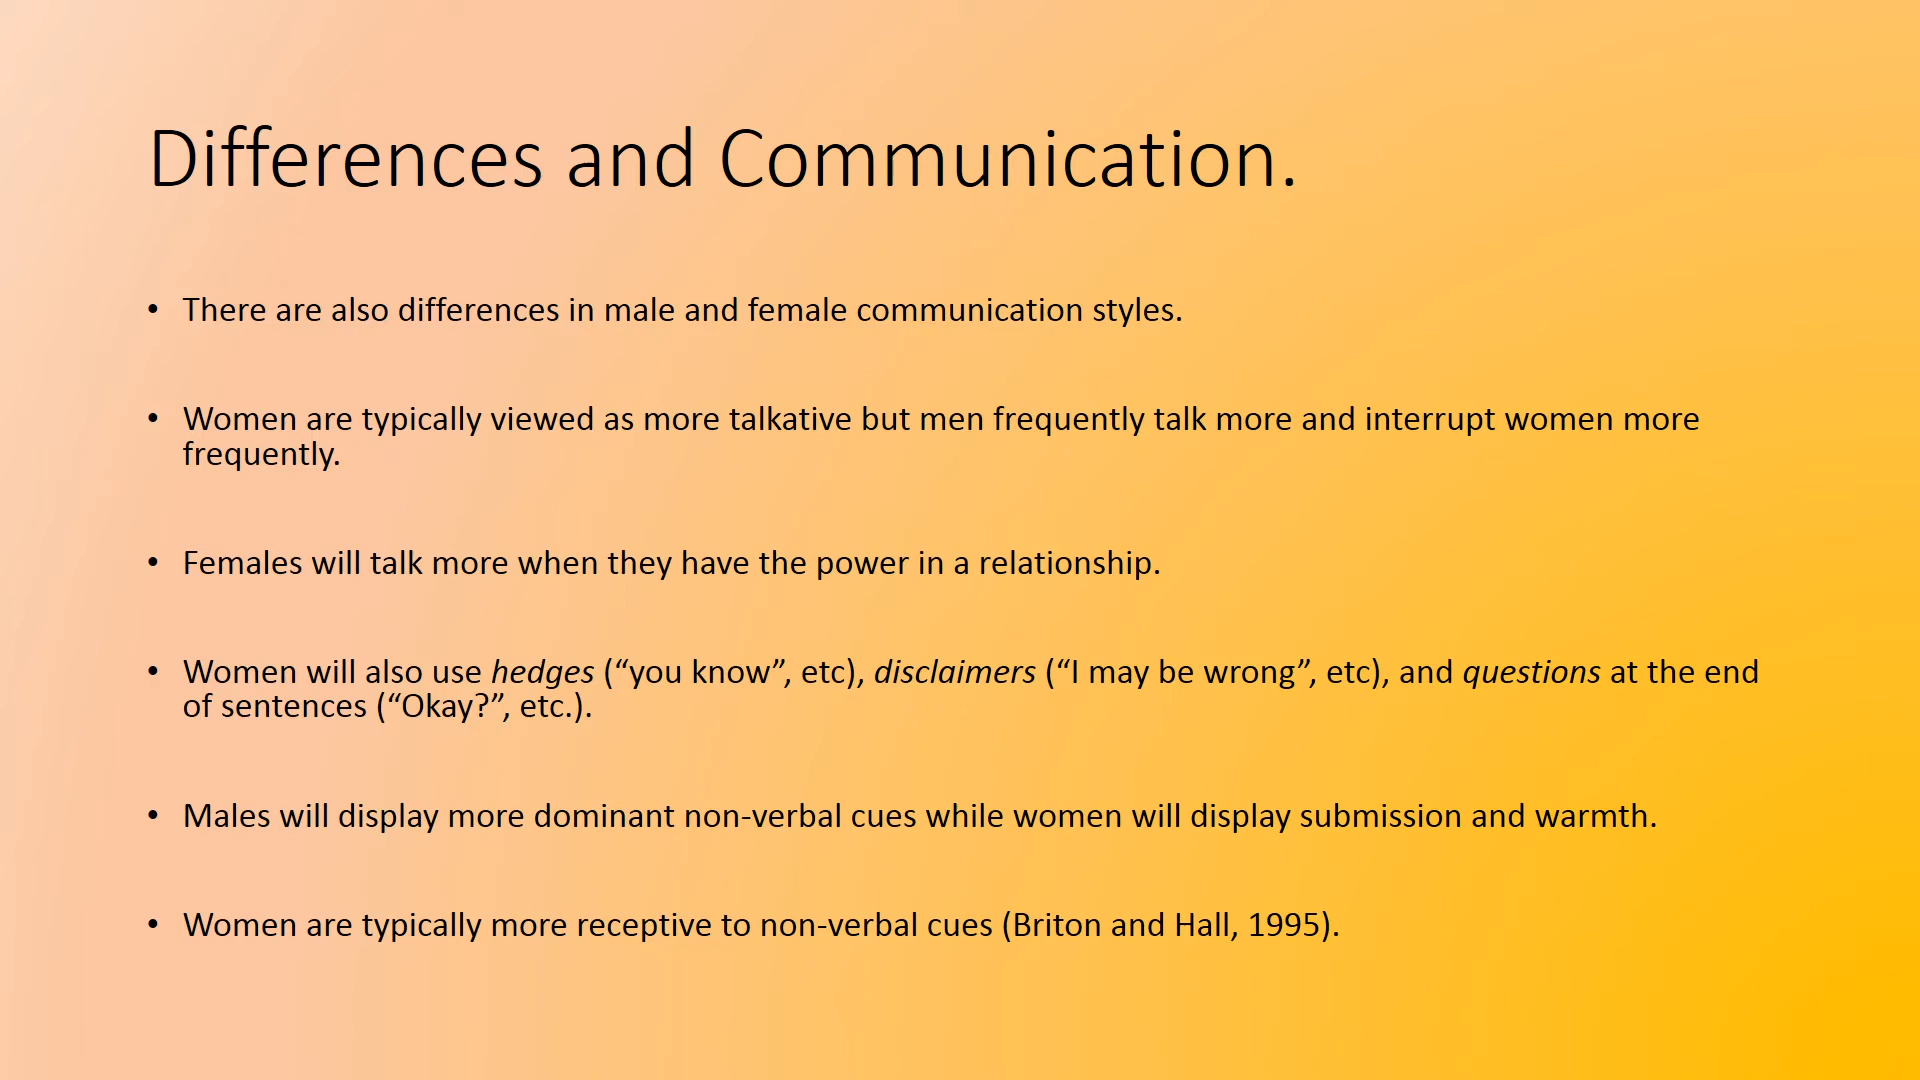 Differences and Communication.
• There are also differences in male and female communication styles.
• Women are typically viewed as more talkative but men frequently talk more and interrupt women more
frequently.
• Females will talk more when they have the power in a relationship.
• Women will also use hedges (“you know”, etc), disclaimers (“I may be wrong”, etc), and questions at the end
of sentences (“Okay?”, etc.).
• Males will display more dominant non-verbal cues while women will display submission and warmth.
• Women are typically more receptive to non-verbal cues (Briton and Hall, 1995).